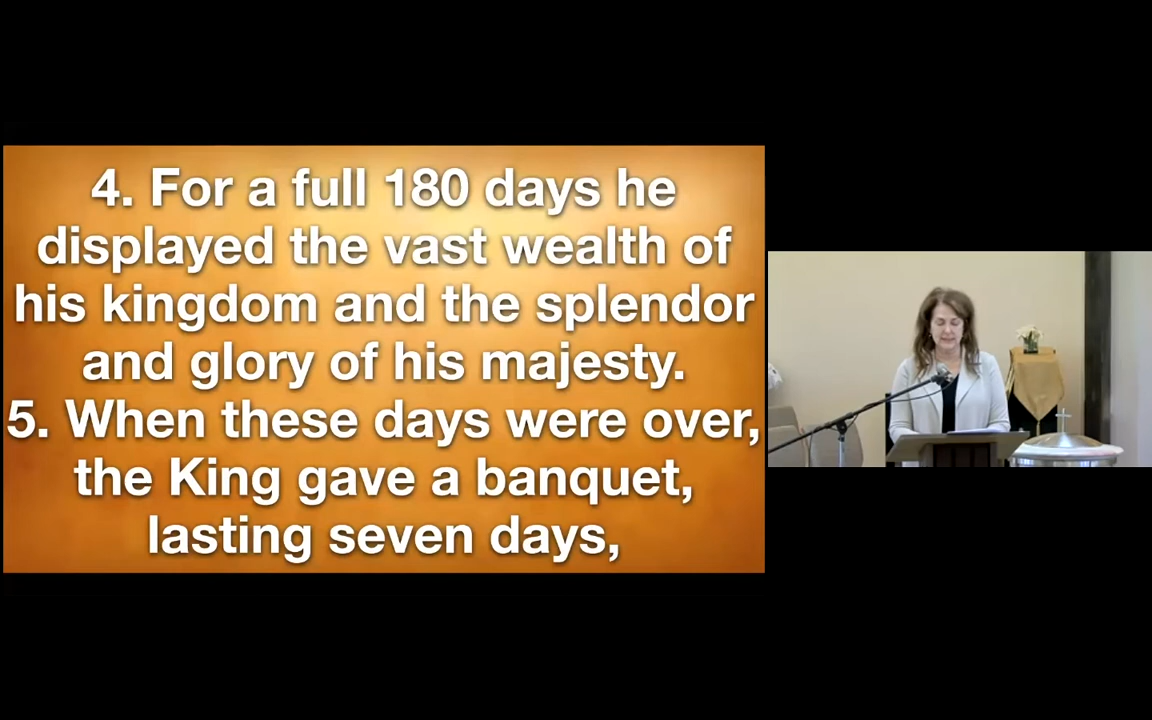 4. For a full 180 days he
displayed the vast wealth of
his kingdom and the splendor
and glory of his majesty.
5. When these days were over,
the King gave a banquet,
lasting seven days,